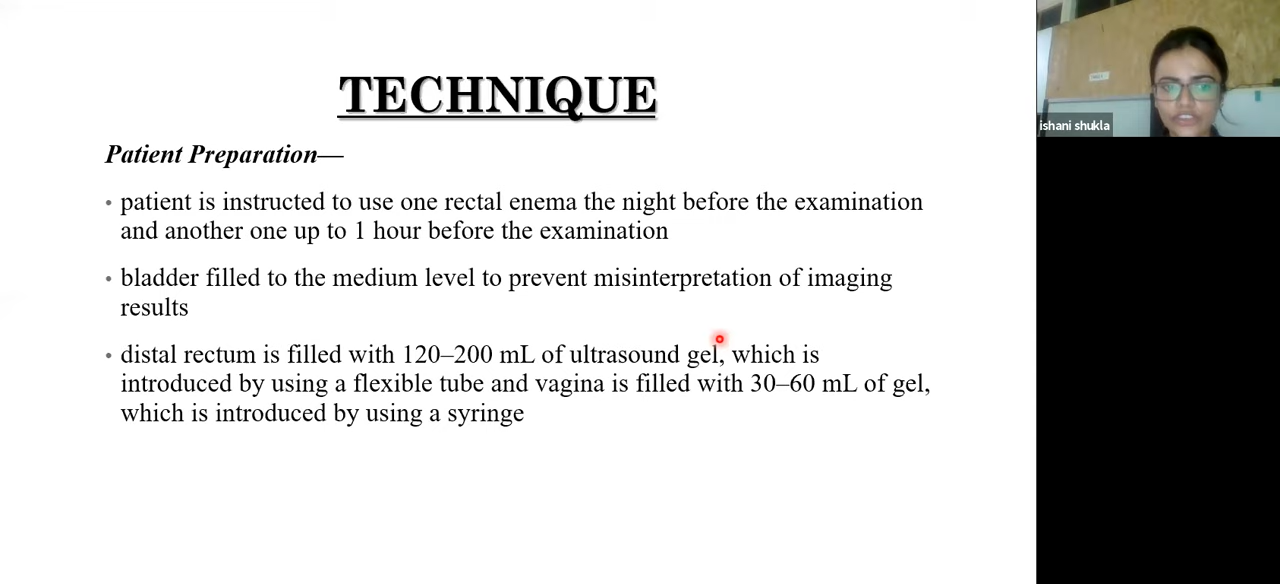 TECHNIQUE
Patient Preparation—
• patient is instructed to use one rectal enema the night before the examination
and another one up to 1 hour before the examination
• bladder filled to the medium level to prevent misinterpretation of imaging
results
• distal rectum is filled with 120–200 mL of ultrasound gel, which is
introduced by using a flexible tube and vagina is filled with 30–60 mL of gel,
which is introduced by using a syringe
ishani shukla